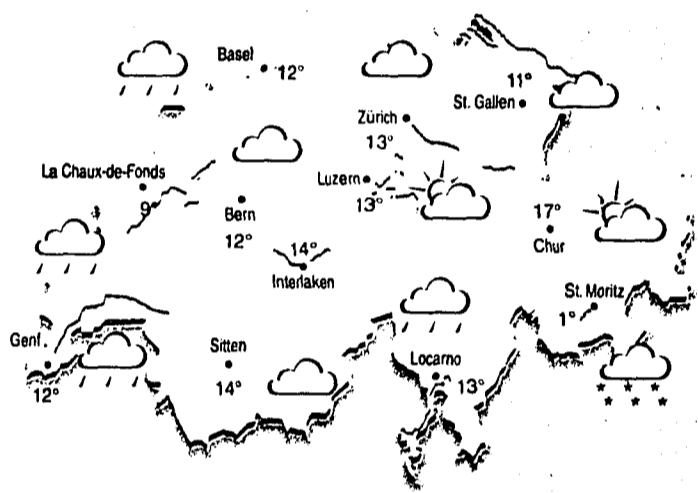 Basel
12°
11°
St. Gallen
Zürich
13°
La Chaux-de-Fonds
9°
Luzern
13°
Bern
12°
17°
Chur
14°
Interlaken
St. Moritz
1°
Genf
12°
Sitten
14°
Locarno
13°